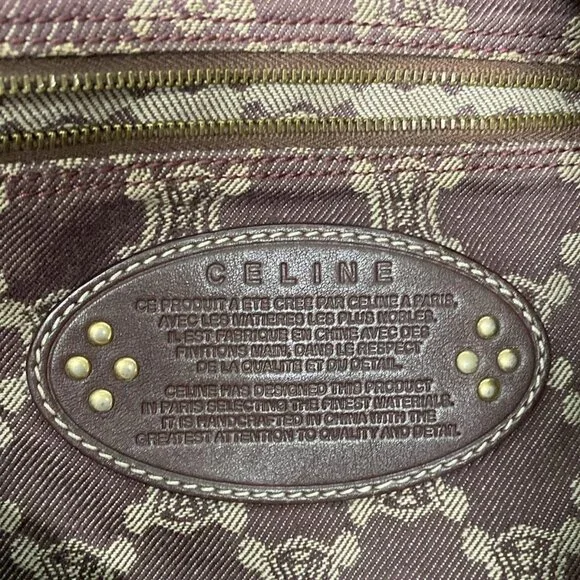 CELINE
CE PRODUIT A ETE CREE PAR CELINE A PARIS,
AVEC LES MATIERES LES PLUS NOBLES.
IL EST FABRIQUE EN CHINE AVEC DES
FINITIONS MAIN, DANS LE RESPECT
DE LA QUALITE ET DU DETAIL.
CELINE HAS DESIGNED THIS PRODUCT
IN PARIS SELECTING THE FINEST MATERIALS.
IT IS HANDCRAFTED IN CHINA WITH THE
GREATEST ATTENTION TO QUALITY AND DETAIL.